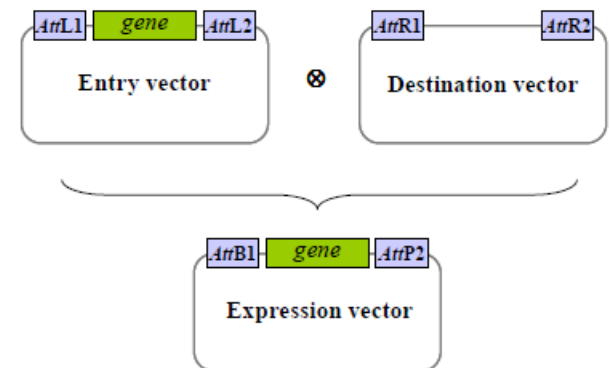 AttL1 gene AttL2 AttR1 AttR2
Entry vector ⊗ Destination vector
AttB1 gene AttP2
Expression vector